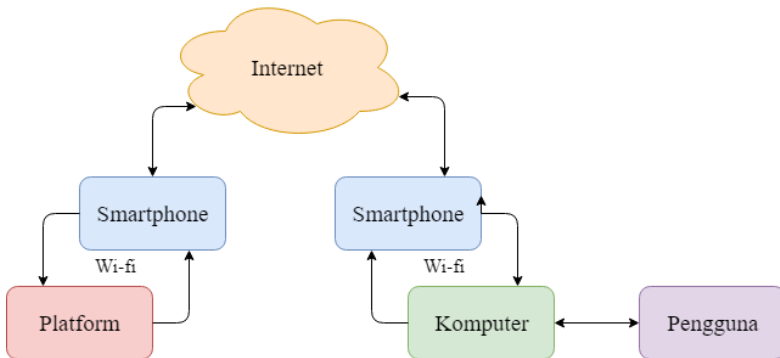 Internet
Smartphone
Smartphone
Wi-fi
Wi-fi
Platform
Komputer
Pengguna